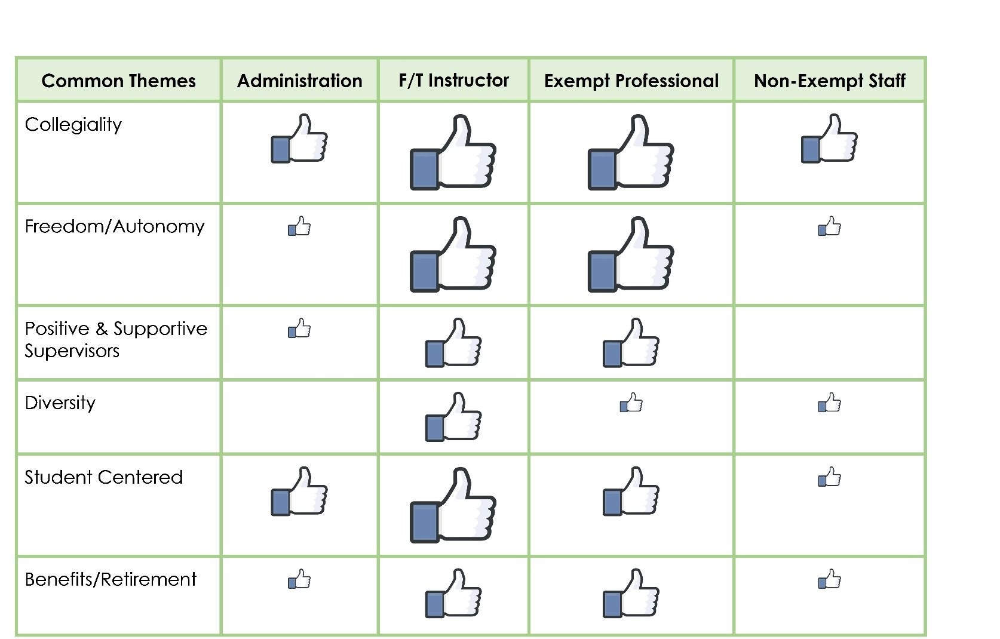 Common Themes Administration F/T Instructor Exempt Professional Non-Exempt Staff
Collegiality
Freedom/Autonomy
Positive & Supportive
Supervisors
Diversity
Student Centered
Benefits/Retirement